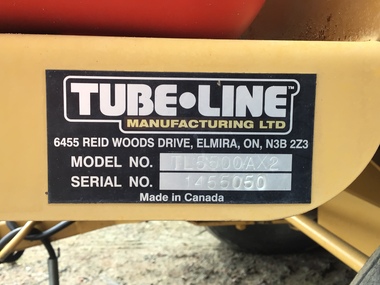 TUBE•LINE™
MANUFACTURING LTD
6455 REID WOODS DRIVE, ELMIRA, ON, N3B 2Z3
MODEL NO. TL5500AX2
SERIAL NO. 1455050
Made in Canada